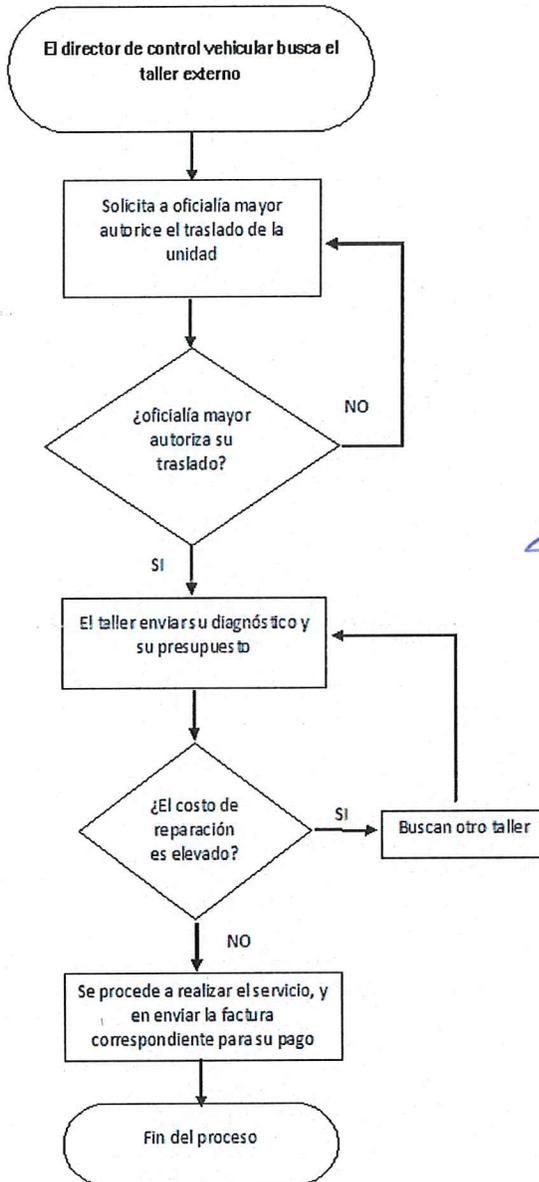 El director de control vehicular busca el
taller externo
Solicita a oficialía mayor
autorice el traslado de la
unidad
¿oficialía mayor
autoriza su
traslado?
NO
SI
El taller enviar su diagnóstico y
su presupuesto
¿El costo de
reparación
es elevado?
SI
Buscan otro taller
NO
Se procede a realizar el servicio, y
en enviar la factura
correspondiente para su pago
Fin del proceso